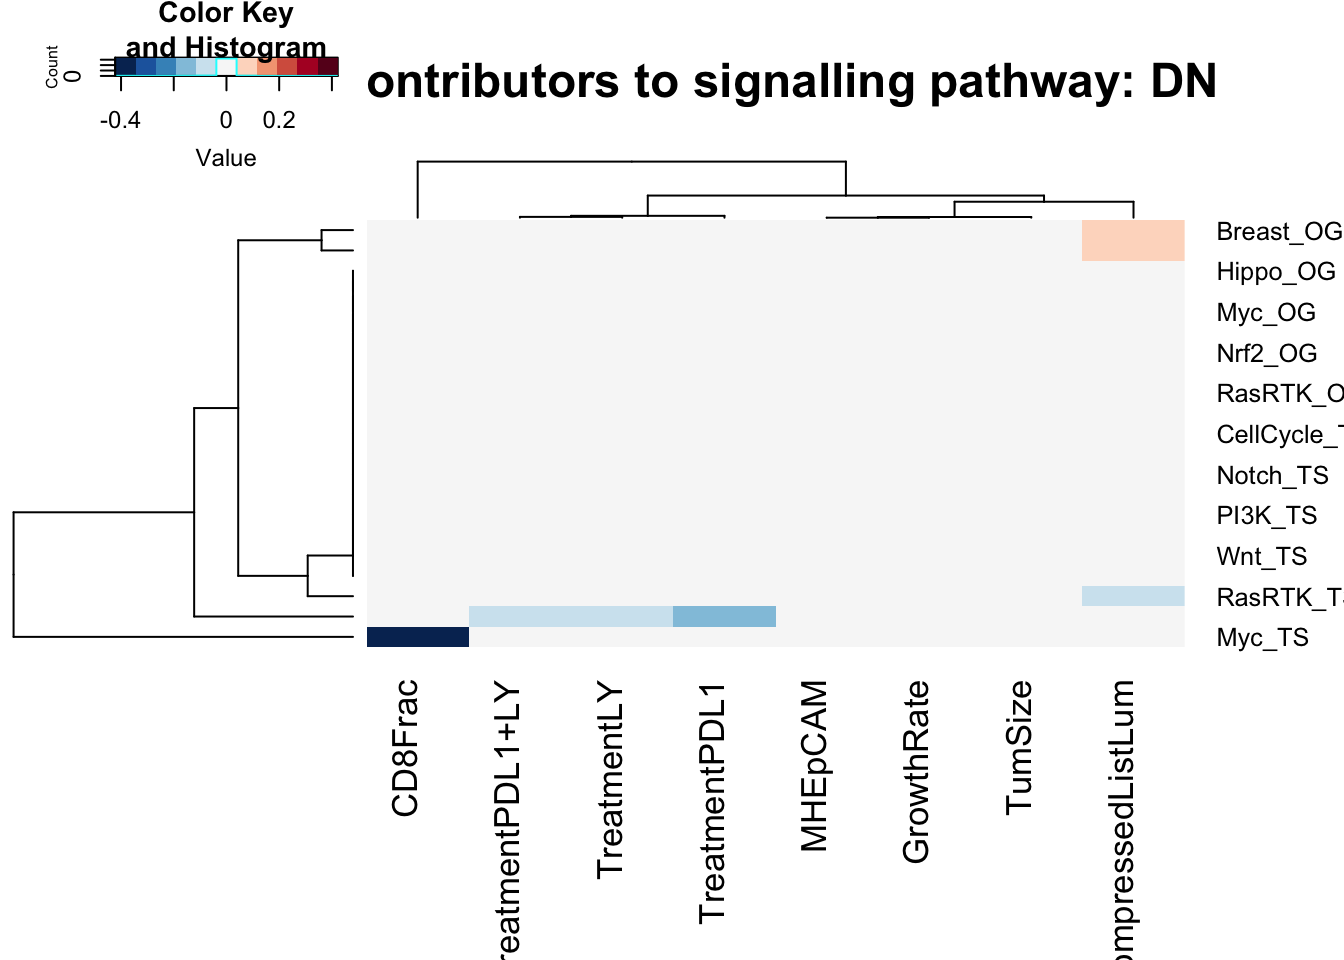 Color Key
and Histogram
Count
0
-0.4 0 0.2
Value
ontributors to signalling pathway: DN
Breast_OG
Hippo_OG
Myc_OG
Nrf2_OG
RasRTK_O
CellCycle_T
Notch_TS
PI3K_TS
Wnt_TS
RasRTK_TS
Myc_TS
CD8Frac
reatmentPDL1+LY
TreatmentLY
TreatmentPDL1
MHEpCAM
GrowthRate
TumSize
ompressedListLum